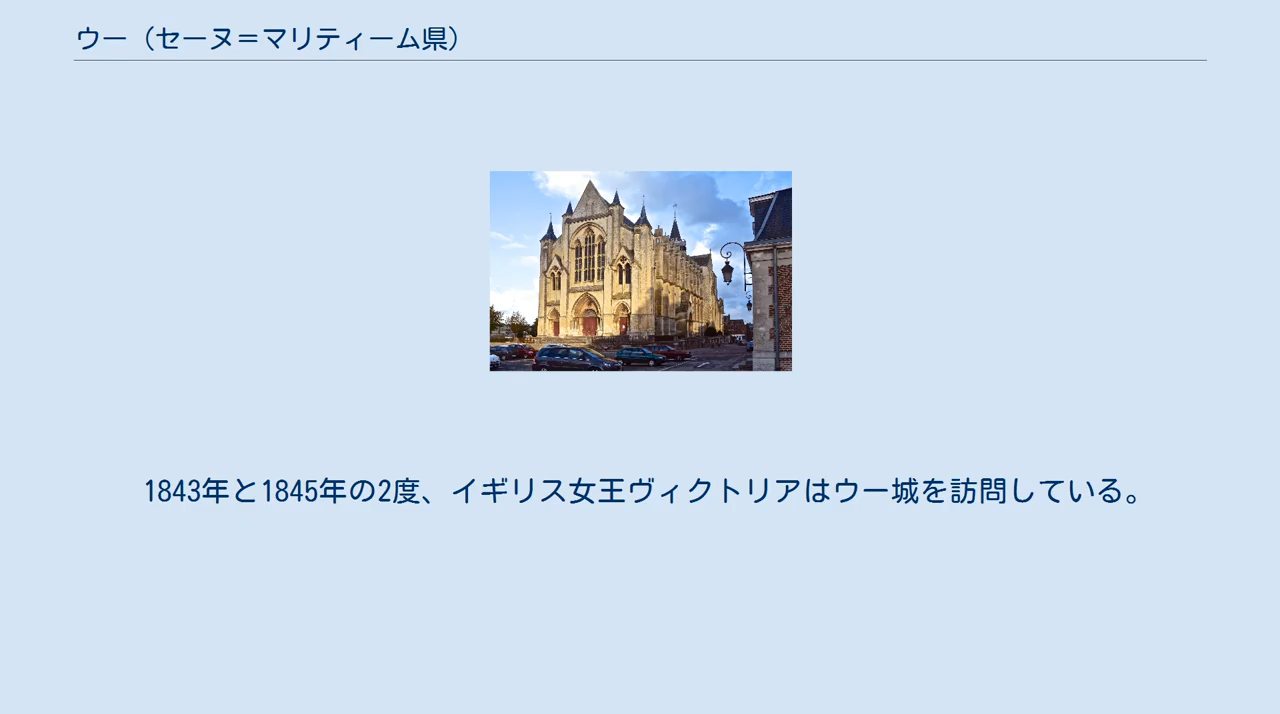 ウー（セーヌ＝マリティーム県）
1843年と1845年の2度、イギリス女王ヴィクトリアはウー城を訪問している。